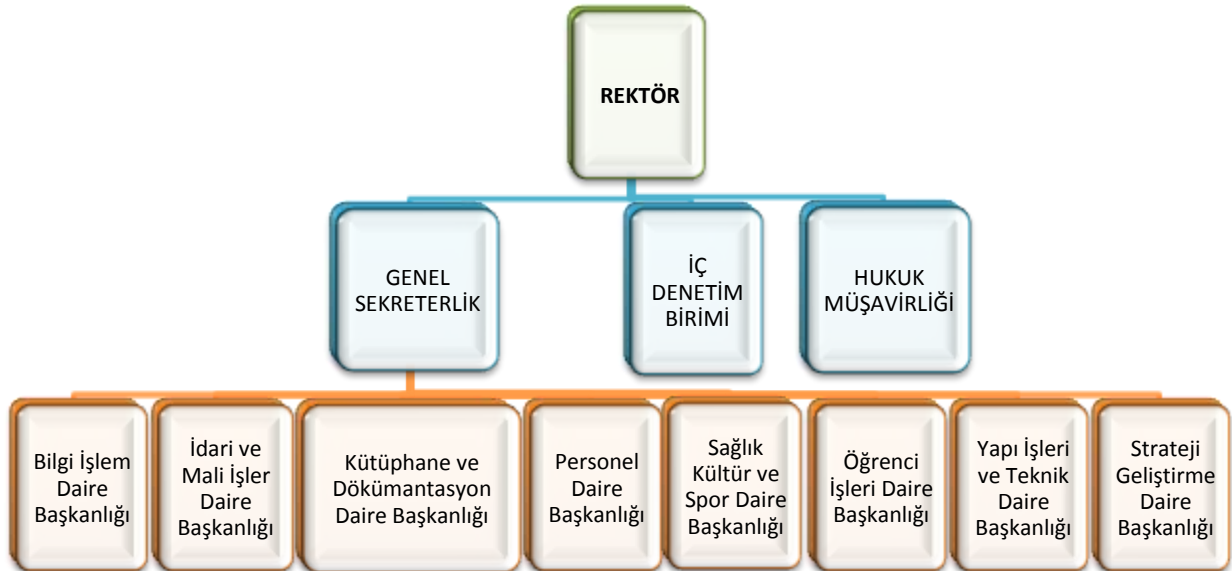 REKTÖR
GENEL
SEKRETERLİK
İÇ
DENETİM
BİRİMİ
HUKUK
MÜŞAVİRLİĞİ
Bilgi İşlem
Daire
Başkanlığı
İdari ve
Mali İşler
Daire
Başkanlığı
Kütüphane ve
Dökümantasyon
Daire Başkanlığı
Personel
Daire
Başkanlığı
Sağlık
Kültür ve
Spor Daire
Başkanlığı
Öğrenci
İşleri Daire
Başkanlığı
Yapı İşleri
ve Teknik
Daire
Başkanlığı
Strateji
Geliştirme
Daire
Başkanlığı